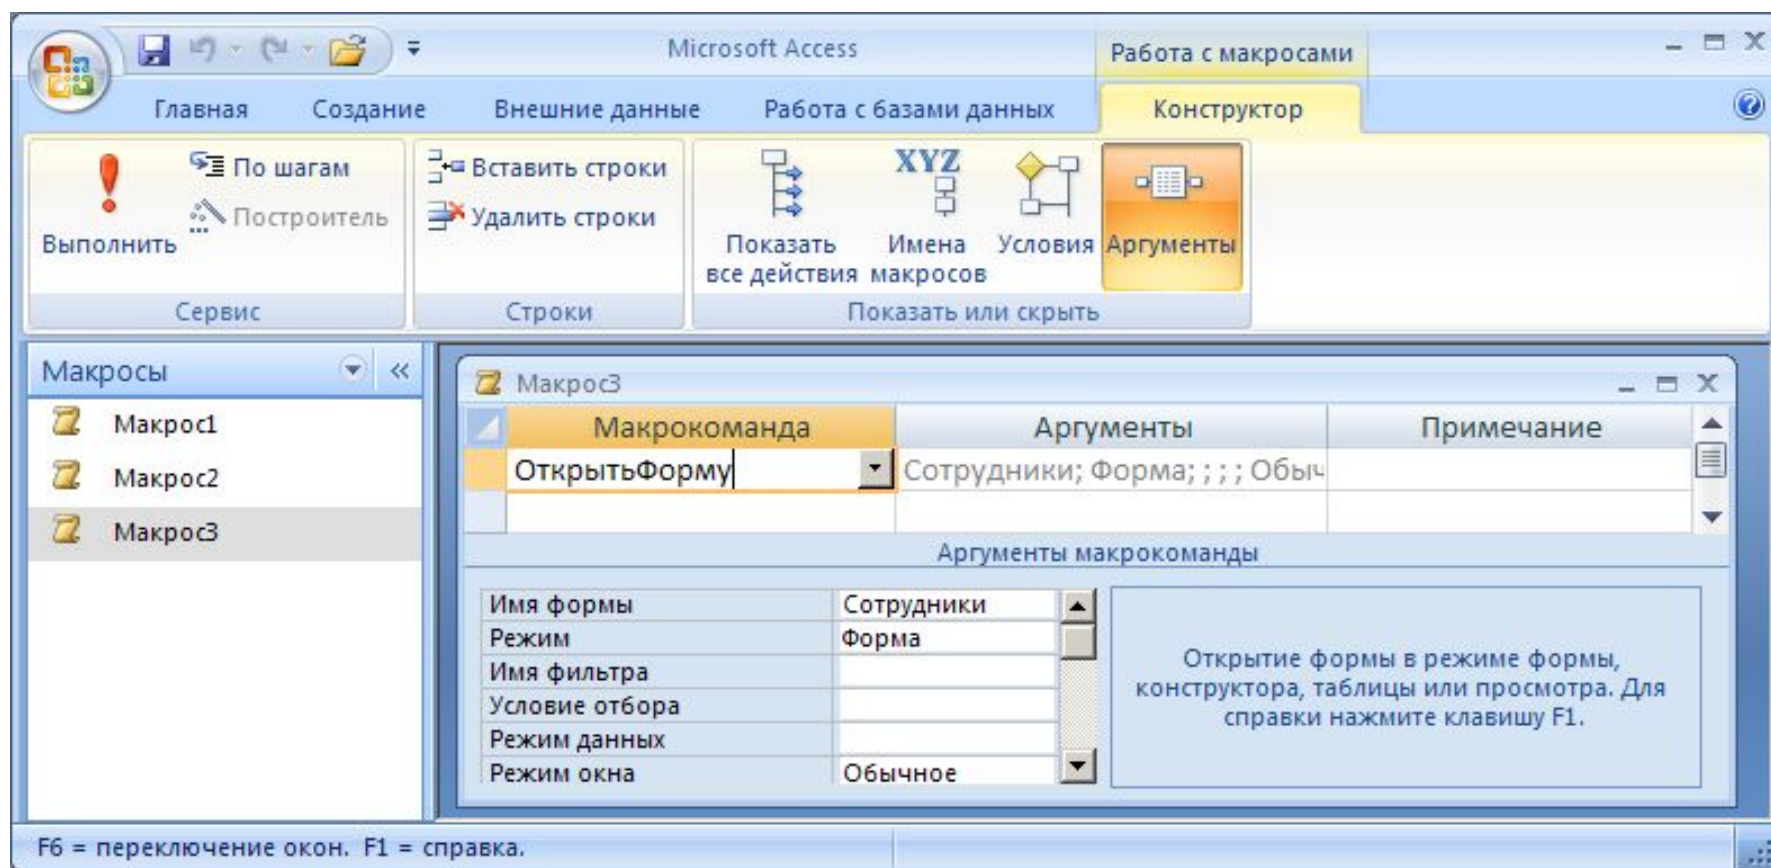 Microsoft Access
Работа с макросами
Главная
Создание
Внешние данные
Работа с базами данных
Конструктор
Выполнить
По шагам
Построитель
Сервис
Вставить строки
Удалить строки
Строки
Показать
все действия
XYZ
Имена
макросов
Условия
Аргументы
Показать или скрыть
Макросы
Макрос1
Макрос2
Макрос3
Макрос3
Макрокоманда Аргументы Примечание
ОткрытьФорму Сотрудники; Форма; ; ; ; Обыч
Аргументы макрокоманды
Имя формы Сотрудники
Режим Форма
Имя фильтра
Условие отбора
Режим данных
Режим окна Обычное
Открытие формы в режиме формы,
конструктора, таблицы или просмотра. Для
справки нажмите клавишу F1.
F6 = переключение окон. F1 = справка.